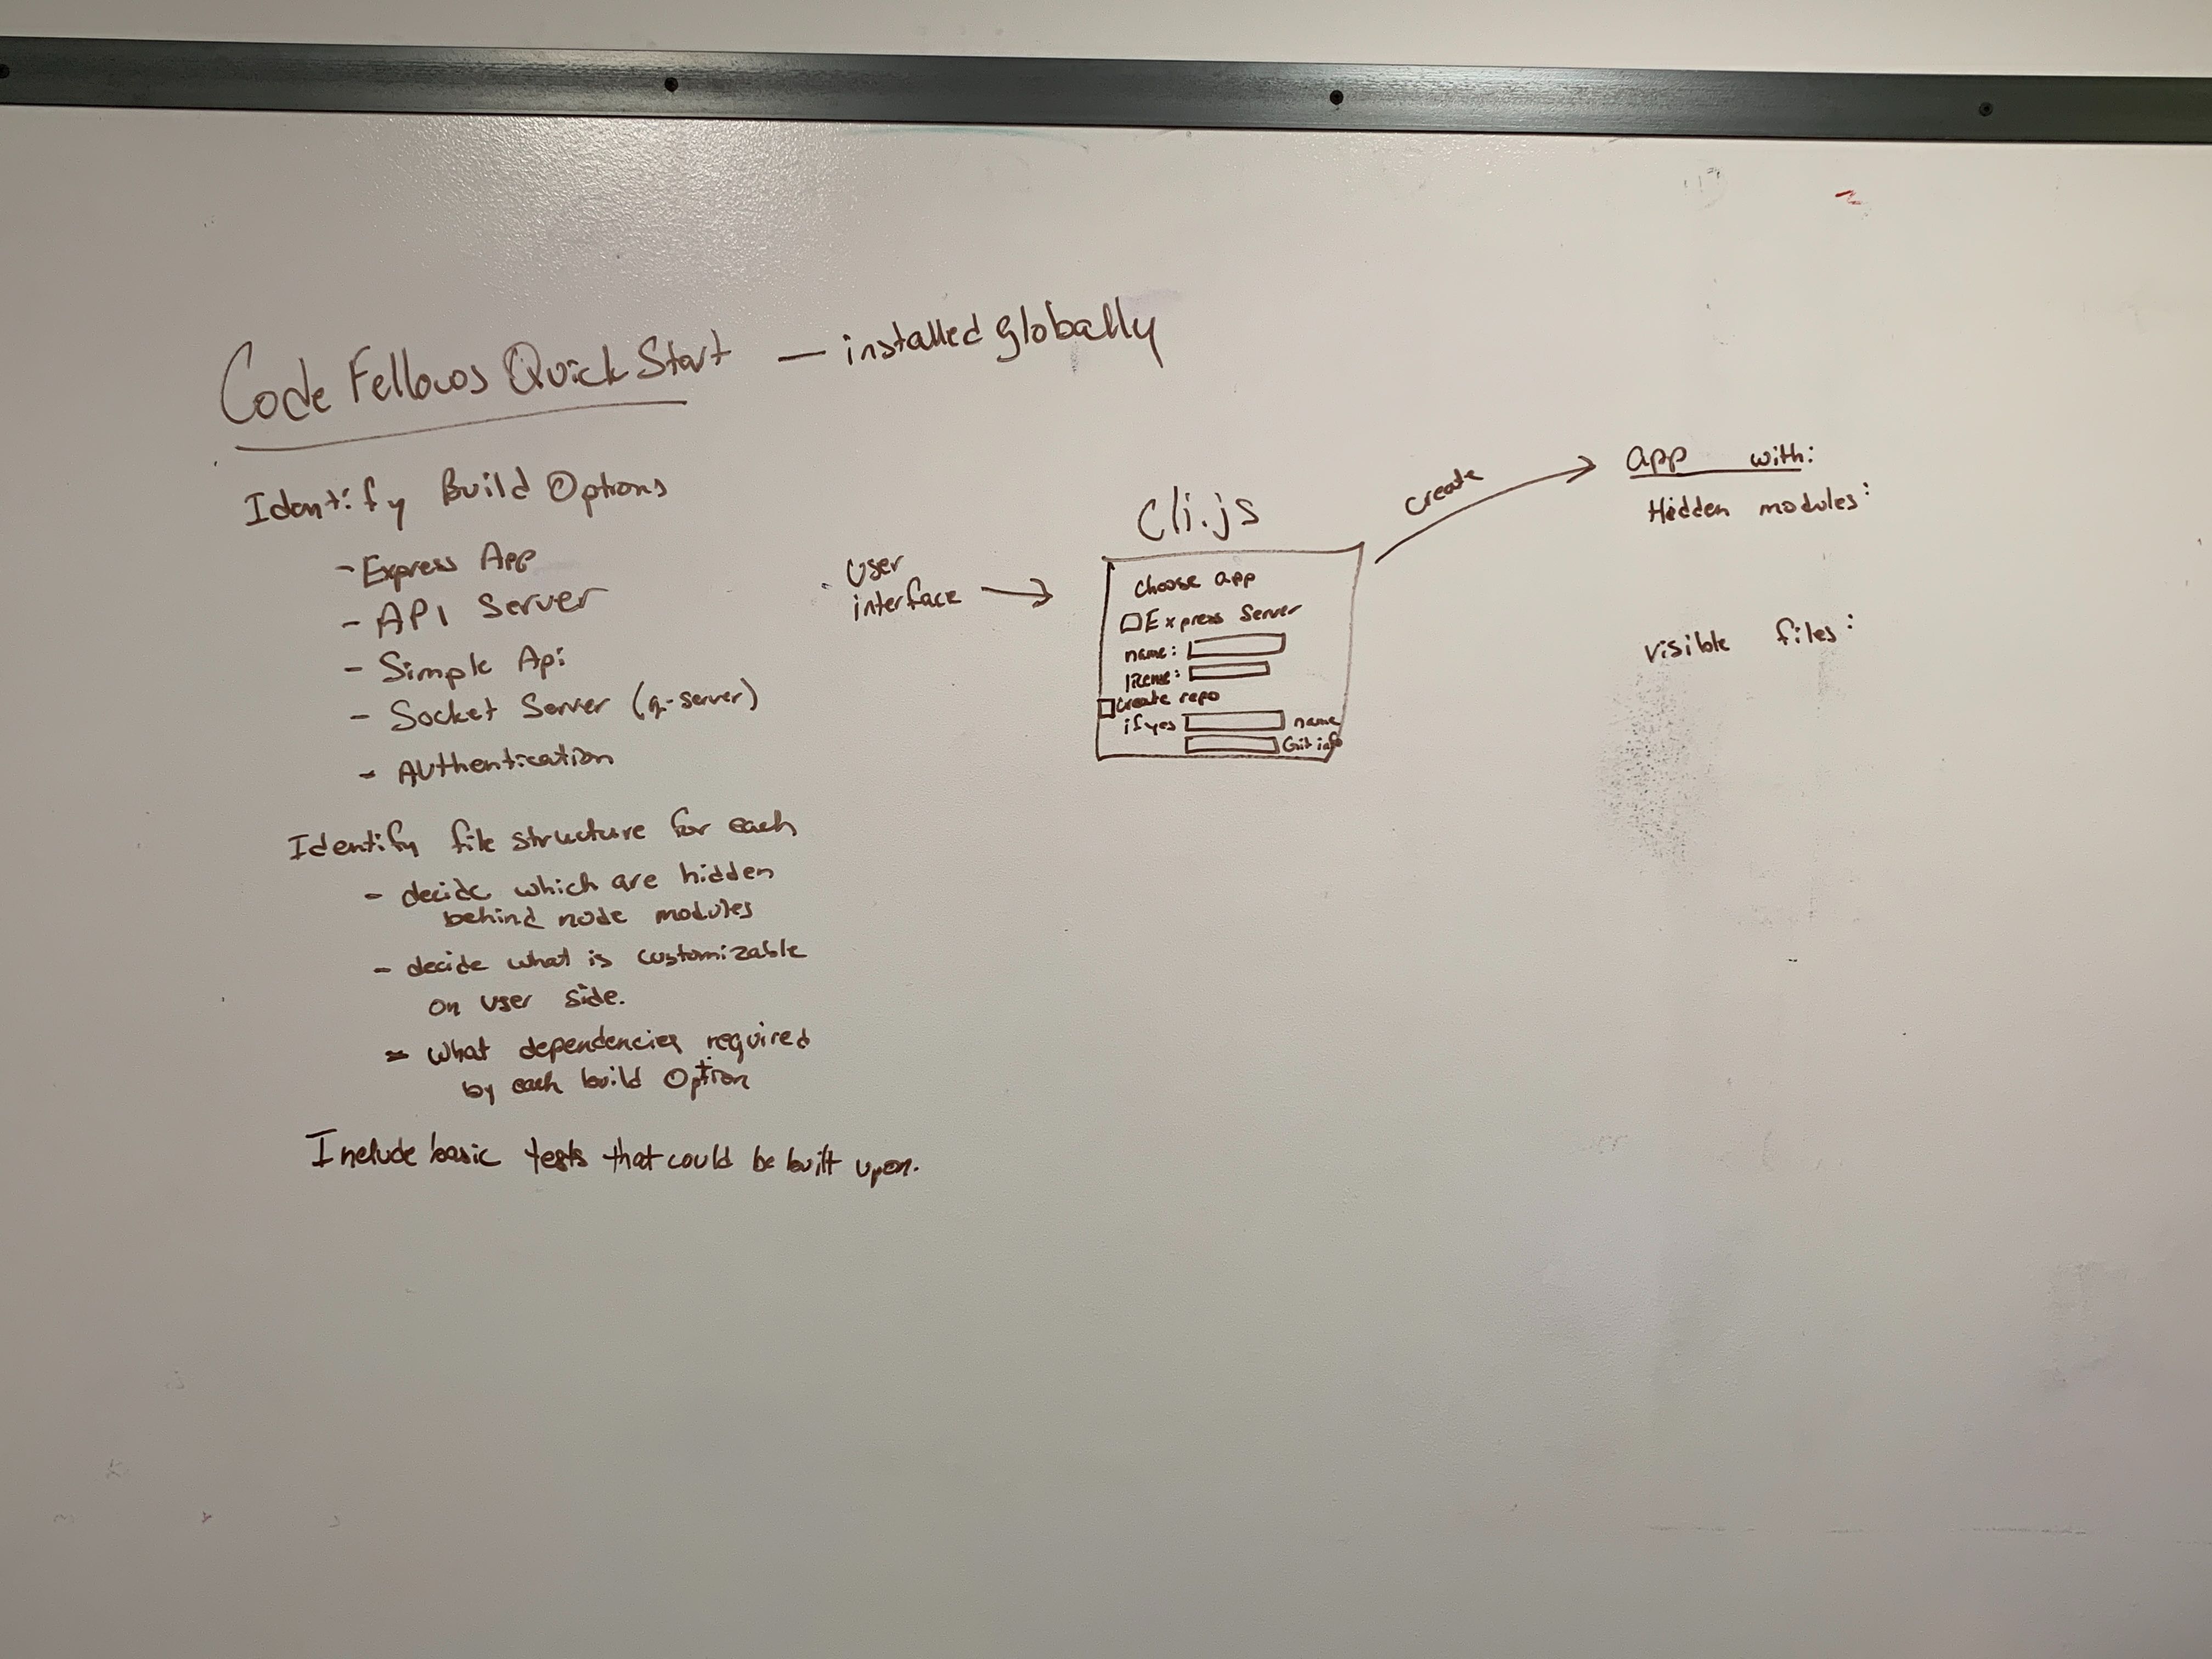 Code Fellows Quick Start — installed globally
Identify Build Options
- Express App
- API Server
- Simple Api
- Socket Server (q-server)
- Authentication
Identify file structure for each
- decide which are hidden
behind node modules
- decide what is customizable
on user side.
- what dependencies required
by each build Option
Include basic tests that could be built upon.
User
interface
Cli.js
choose app
Express Server
name:
create repo
if yes name
Git info
create
app with:
Hidden modules:
visible files: